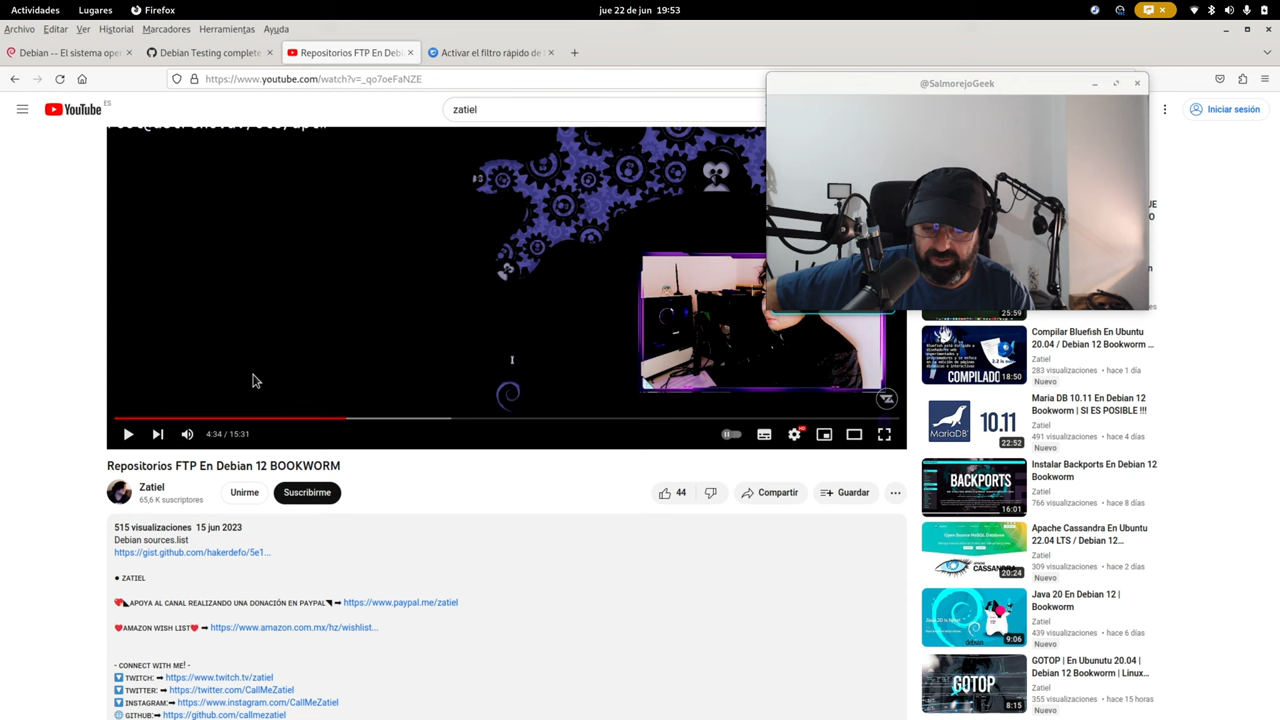 Actividades
Lugares
Firefox
jue 22 de jun 19:53
Archivo Editar Ver Historial Marcadores Herramientas Ayuda
Debian -- El sistema oper
Debian Testing complete
Repositorios FTP En Debi
Activar el filtro rápido de
https://www.youtube.com/watch?v=_qo7oeFaNZE
@SalmorejoGeek
YouTube ES
zatiel
Iniciar sesión
4:34 / 15:31
Repositorios FTP En Debian 12 BOOKWORM
Zatiel
65,6 K suscriptores
Unirme
Suscribirme
44
Compartir
Guardar
515 visualizaciones 15 jun 2023
Debian sources.list
https://gist.github.com/hakerdefo/5e1...
● ZATIEL
❤️◣APOYA AL CANAL REALIZANDO UNA DONACIÓN EN PAYPAL◥ ➡ https://www.paypal.me/zatiel
❤️AMAZON WISH LIST❤️ ➡ https://www.amazon.com.mx/hz/wishlist...
- CONNECT WITH ME! -
TWITCH: ➡ https://www.twitch.tv/zatiel
TWITTER: ➡ https://twitter.com/CallMeZatiel
INSTAGRAM:➡ https://www.instagram.com/CallMeZatiel
GITHUB:➡ https://github.com/callmezatiel
25:59
COMPILADO
18:50
Compilar Bluefish En Ubuntu
20.04 / Debian 12 Bookworm ...
Zatiel
283 visualizaciones • hace 1 día
Nuevo
MariaDB
10.11
22:52
Maria DB 10.11 En Debian 12
Bookworm | SI ES POSIBLE !!!
Zatiel
491 visualizaciones • hace 4 días
Nuevo
BACKPORTS
16:01
Instalar Backports En Debian 12
Bookworm
Zatiel
766 visualizaciones • hace 8 días
Nuevo
20:24
Apache Cassandra En Ubuntu
22.04 LTS / Debian 12...
Zatiel
309 visualizaciones • hace 2 días
Nuevo
debian
9:06
Java 20 En Debian 12 |
Bookworm
Zatiel
439 visualizaciones • hace 6 días
Nuevo
GOTOP
8:15
GOTOP | En Ubunutu 20.04 |
Debian 12 Bookworm | Linux...
Zatiel
355 visualizaciones • hace 15 horas
Nuevo